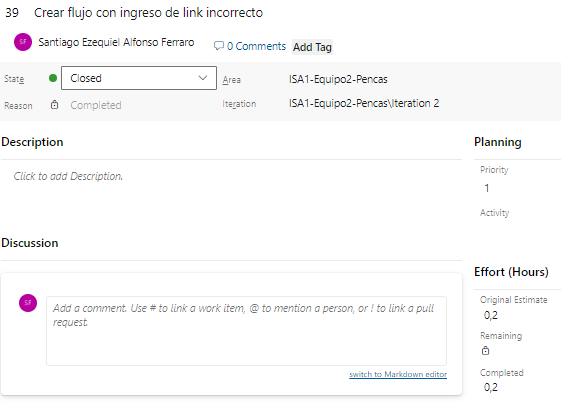 39 Crear flujo con ingreso de link incorrecto
SF Santiago Ezequiel Alfonso Ferraro 0 Comments Add Tag
State Closed Area ISA1-Equipo2-Pencas
Reason Completed Iteration ISA1-Equipo2-Pencas\Iteration 2
Description
Click to add Description.
Discussion
SF Add a comment. Use # to link a work item, @ to mention a person, or ! to link a pull
request.
switch to Markdown editor
Planning
Priority
1
Activity
Effort (Hours)
Original Estimate
0,2
Remaining
Completed
0,2